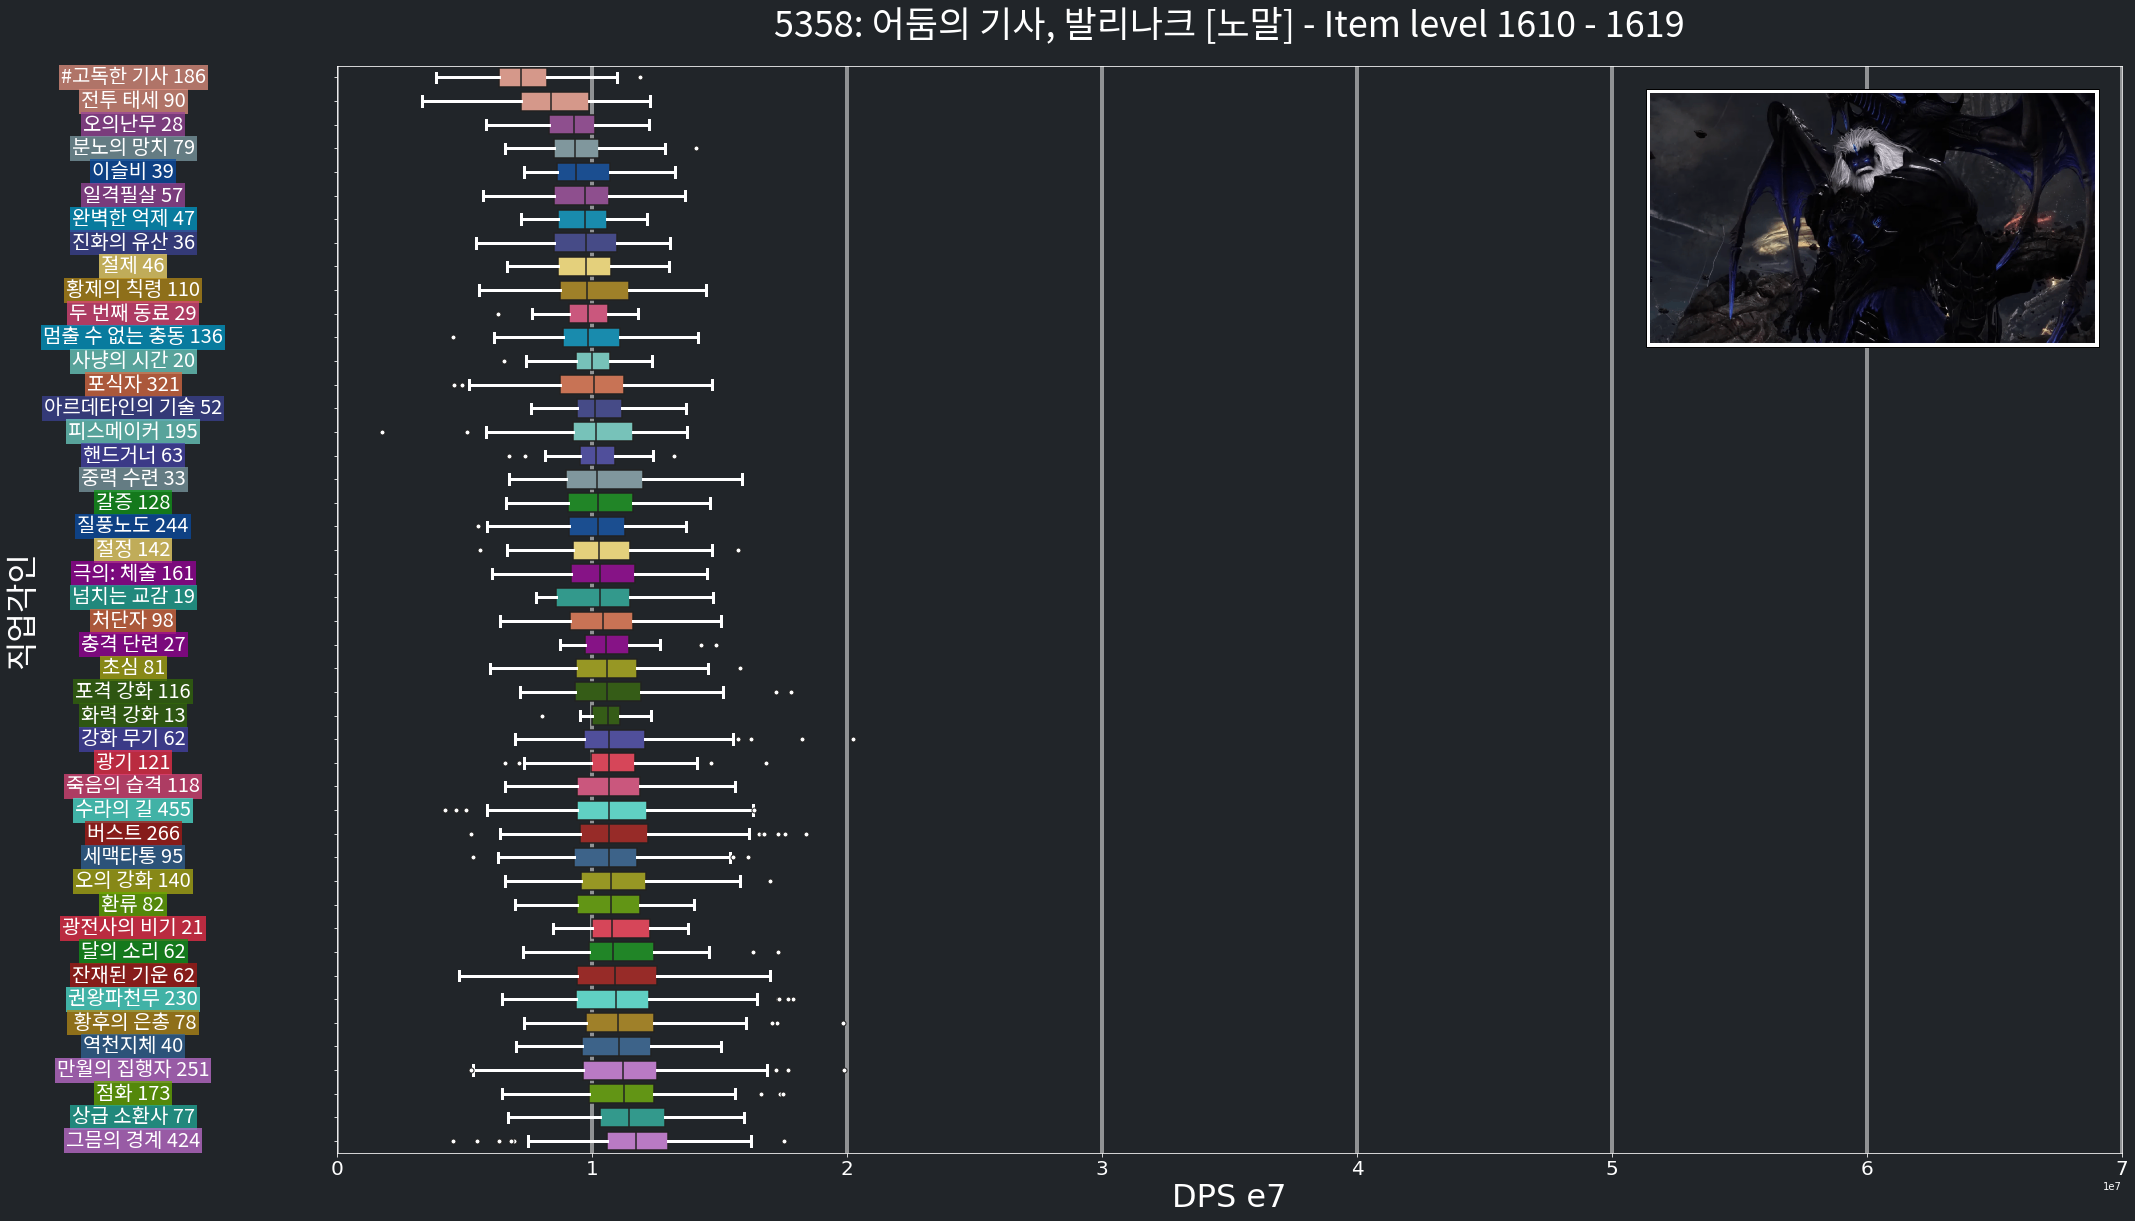 5358: 어둠의 기사, 발리나크 [노말] - Item level 1610 - 1619
#고독한 기사 186
전투 태세 90
오의난무 28
분노의 망치 79
이슬비 39
일격필살 57
완벽한 억제 47
진화의 유산 36
절제 46
황제의 칙령 110
두 번째 동료 29
멈출 수 없는 충동 136
사냥의 시간 20
포식자 321
아르데타인의 기술 52
피스메이커 195
핸드거너 63
중력 수련 33
갈증 128
질풍노도 244
절정 142
극의: 체술 161
넘치는 교감 19
처단자 98
충격 단련 27
초심 81
포격 강화 116
화력 강화 13
강화 무기 62
광기 121
죽음의 습격 118
수라의 길 455
버스트 266
세맥타통 95
오의 강화 140
환류 82
광전사의 비기 21
달의 소리 62
잔재된 기운 62
권왕파천무 230
황후의 은총 78
역천지체 40
만월의 집행자 251
점화 173
상급 소환사 77
그믐의 경계 424
직업각인
0 1 2 3 4 5 6 7
1e7
DPS e7